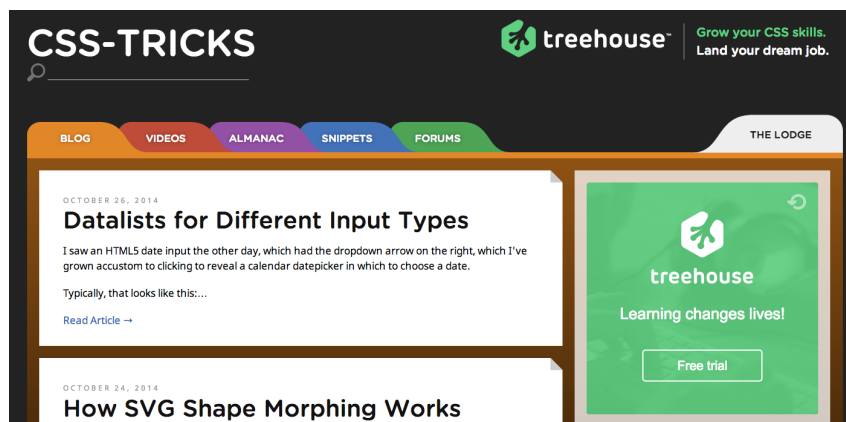 CSS-TRICKS
treehouse™
Grow your CSS skills.
Land your dream job.
BLOG
VIDEOS
ALMANAC
SNIPPETS
FORUMS
THE LODGE
OCTOBER 26, 2014
Datalists for Different Input Types
I saw an HTML5 date input the other day, which had the dropdown arrow on the right, which I've
grown accustom to clicking to reveal a calendar datepicker in which to choose a date.
Typically, that looks like this:...
Read Article →
treehouse
Learning changes lives!
Free trial
OCTOBER 24, 2014
How SVG Shape Morphing Works